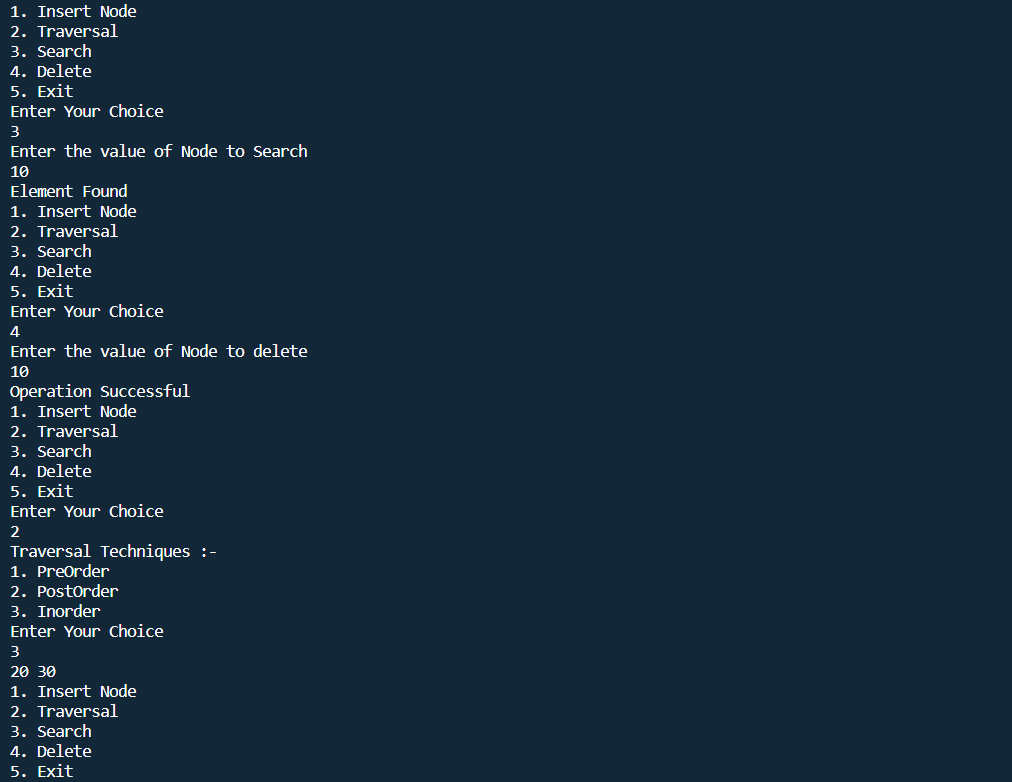 1. Insert Node
2. Traversal
3. Search
4. Delete
5. Exit
Enter Your Choice
3
Enter the value of Node to Search
10
Element Found
1. Insert Node
2. Traversal
3. Search
4. Delete
5. Exit
Enter Your Choice
4
Enter the value of Node to delete
10
Operation Successful
1. Insert Node
2. Traversal
3. Search
4. Delete
5. Exit
Enter Your Choice
2
Traversal Techniques :-
1. PreOrder
2. PostOrder
3. Inorder
Enter Your Choice
3
20 30
1. Insert Node
2. Traversal
3. Search
4. Delete
5. Exit